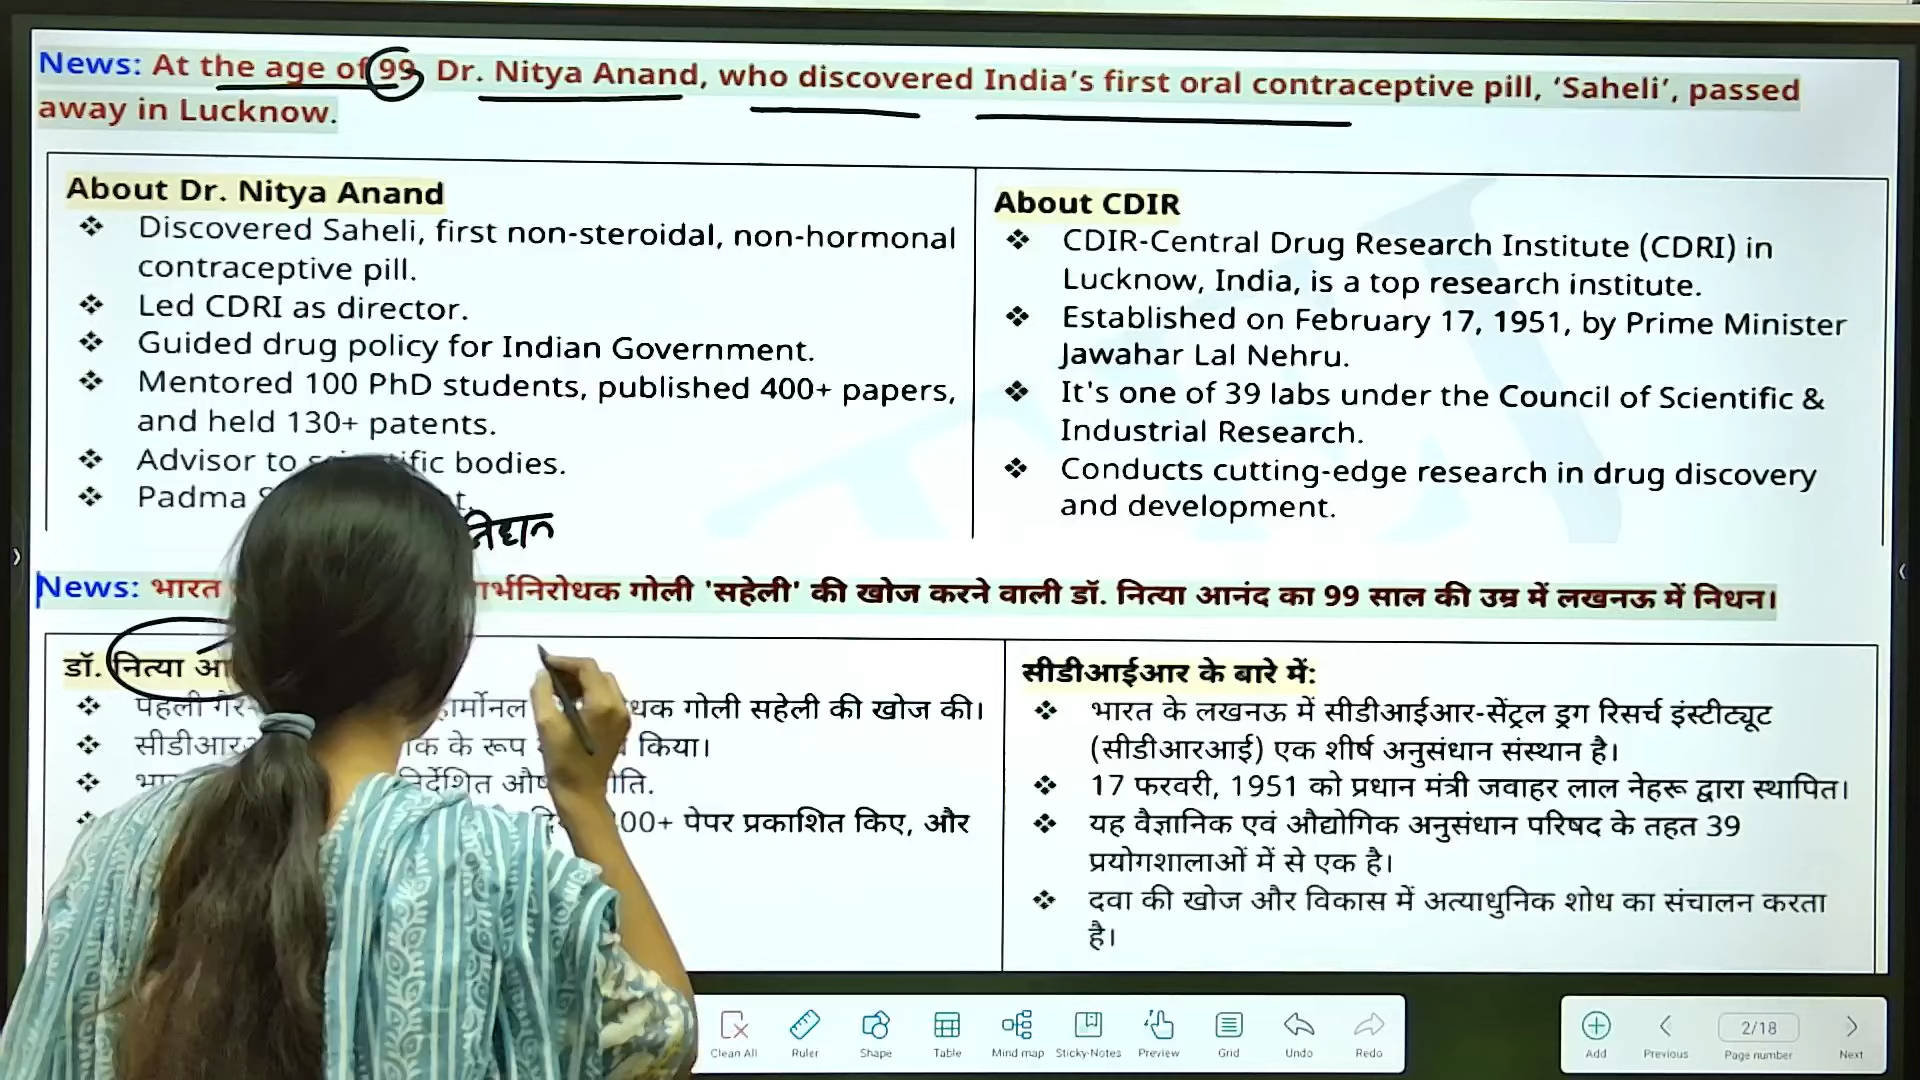 News: At the age of 99, Dr. Nitya Anand, who discovered India's first oral contraceptive pill, 'Saheli', passed
away in Lucknow.
About Dr. Nitya Anand
❖ Discovered Saheli, first non-steroidal, non-hormonal
contraceptive pill.
❖ Led CDRI as director.
❖ Guided drug policy for Indian Government.
❖ Mentored 100 PhD students, published 400+ papers,
and held 130+ patents.
❖ Advisor to bodies.
❖ Padma
About CDIR
❖ CDIR-Central Drug Research Institute (CDRI) in
Lucknow, India, is a top research institute.
❖ Established on February 17, 1951, by Prime Minister
Jawahar Lal Nehru.
❖ It's one of 39 labs under the Council of Scientific &
Industrial Research.
❖ Conducts cutting-edge research in drug discovery
and development.
News: भारत गोली 'सहेली' की खोज करने वाली डॉ. नित्या आनंद का 99 साल की उम्र में लखनऊ में निधन।
डॉ. नित्या
❖ पहली गोली सहेली की खोज की।
❖ के रूप किया।
❖
❖ पेपर प्रकाशित किए, और
सीडीआईआर के बारे में:
❖ भारत के लखनऊ में सीडीआईआर-सेंट्रल ड्रग रिसर्च इंस्टीट्यूट
(सीडीआरआई) एक शीर्ष अनुसंधान संस्थान है।
❖ 17 फरवरी, 1951 को प्रधान मंत्री जवाहर लाल नेहरू द्वारा स्थापित।
❖ यह वैज्ञानिक एवं औद्योगिक अनुसंधान परिषद के तहत 39
प्रयोगशालाओं में से एक है।
❖ दवा की खोज और विकास में अत्याधुनिक शोध का संचालन करता
है।
Clean All Ruler Shape Table Mind map Sticky-Notes Preview Grid Undo Redo
Add Previous 2/18 Page number Next